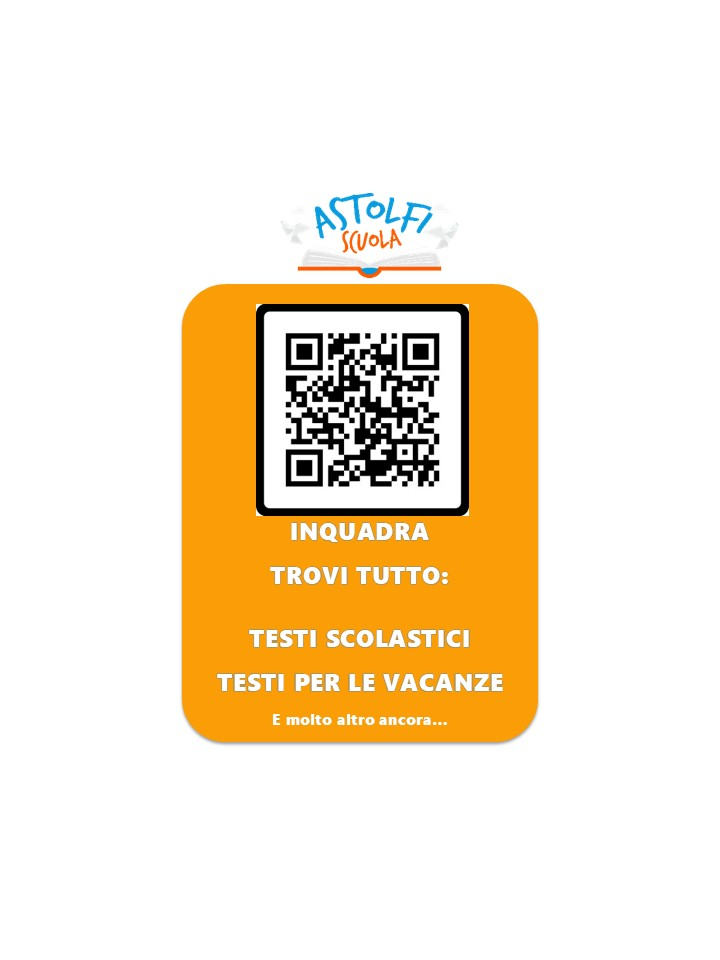 ASTOLFI
SCUOLA
INQUADRA
TROVI TUTTO:
TESTI SCOLASTICI
TESTI PER LE VACANZE
E molto altro ancora...